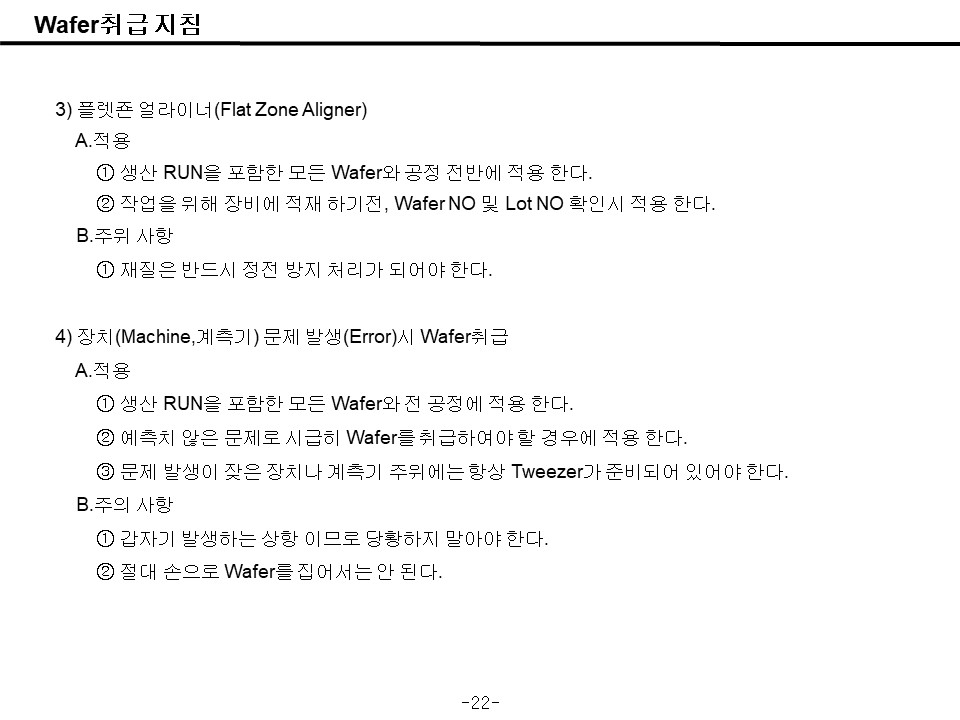 Wafer취급 지침
3) 플렛죤 얼라이너(Flat Zone Aligner)
A.적용
① 생산 RUN을 포함한 모든 Wafer와 공정 전반에 적용 한다.
② 작업을 위해 장비에 적재 하기전, Wafer NO 및 Lot NO 확인시 적용 한다.
B.주위 사항
① 재질은 반드시 정전 방지 처리가 되어야 한다.
4) 장치(Machine,계측기) 문제 발생(Error)시 Wafer취급
A.적용
① 생산 RUN을 포함한 모든 Wafer와 전 공정에 적용 한다.
② 예측치 않은 문제로 시급히 Wafer를 취급하여야 할 경우에 적용 한다.
③ 문제 발생이 잦은 장치나 계측기 주위에는 항상 Tweezer가 준비되어 있어야 한다.
B.주의 사항
① 갑자기 발생하는 상항 이므로 당황하지 말아야 한다.
② 절대 손으로 Wafer를 집어서는 안 된다.
-22-